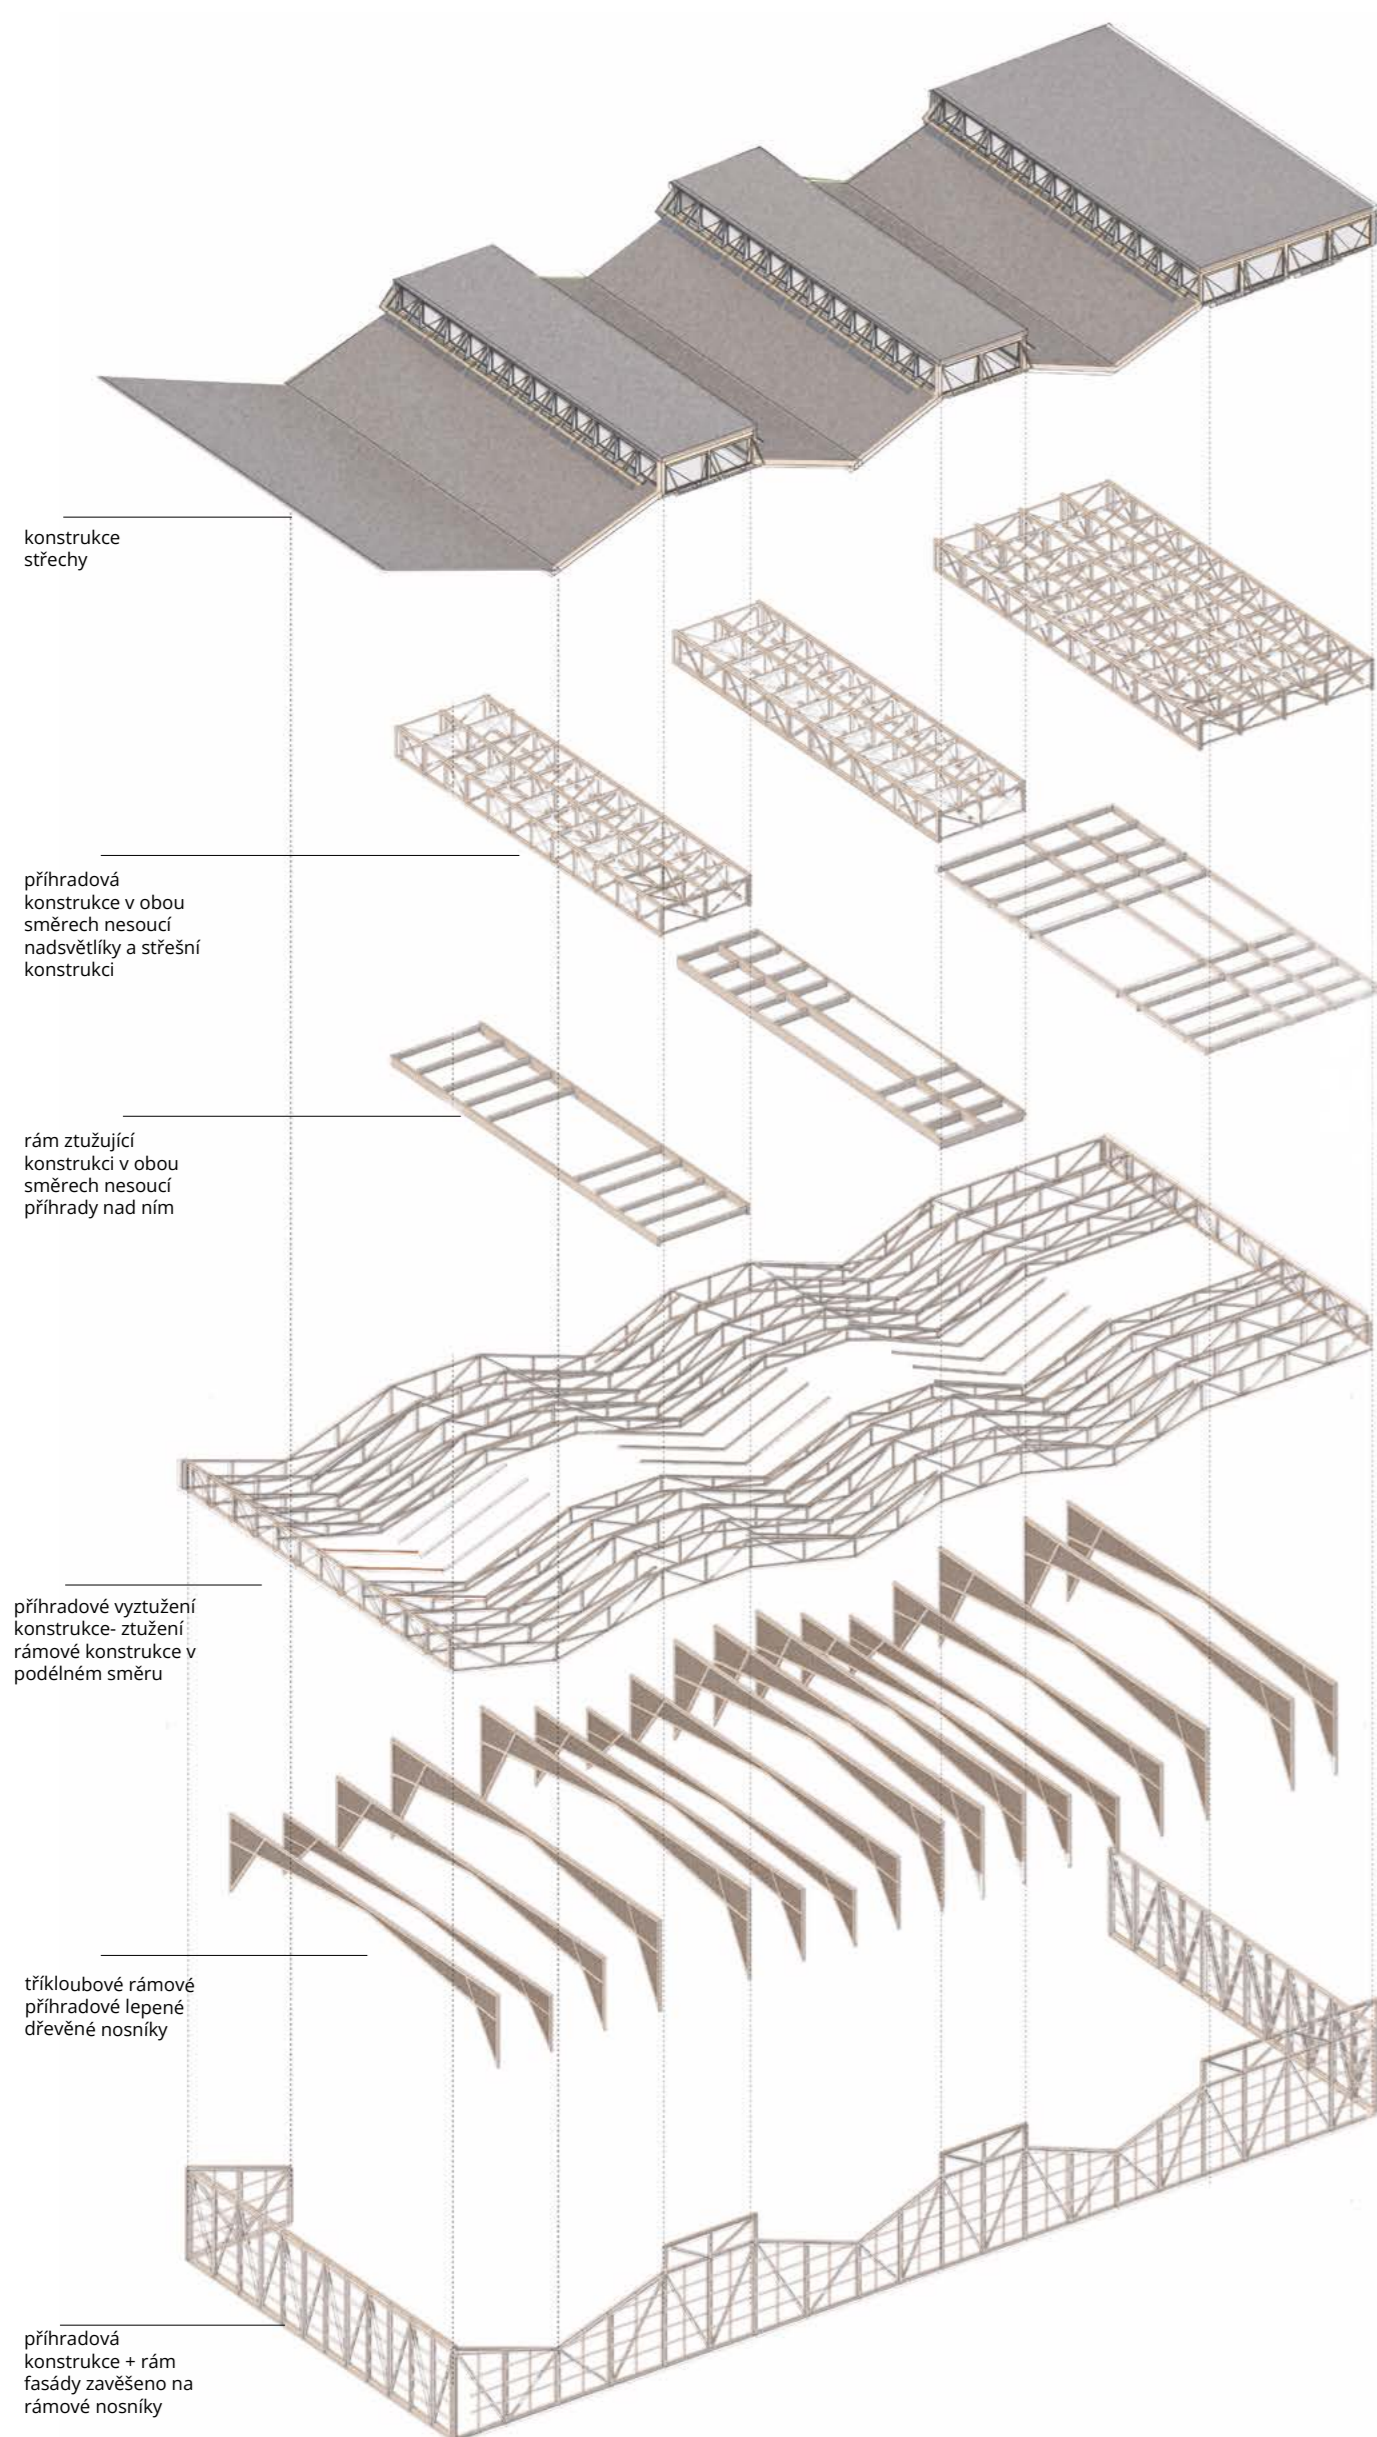 konstrukce
střechy
příhradová
konstrukce v obou
směrech nesoucí
nadsvětlíky a střešní
konstrukci
rám ztužující
konstrukci v obou
směrech nesoucí
příhrady nad ním
příhradové vyztužení
konstrukce- ztužení
rámové konstrukce v
podélném směru
tříkloubové rámové
příhradové lepené
dřevěné nosníky
příhradová
konstrukce + rám
fasády zavěšeno na
rámové nosníky